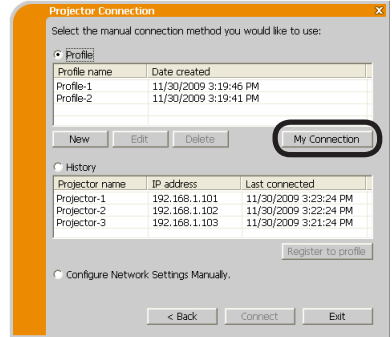 Projector Connection
Select the manual connection method you would like to use:
Profile
Profile name Date created
Profile-1 11/30/2009 3:19:46 PM
Profile-2 11/30/2009 3:19:41 PM
New Edit Delete My Connection
History
Projector name IP address Last connected
Projector-1 192.168.1.101 11/30/2009 3:23:24 PM
Projector-2 192.168.1.102 11/30/2009 3:22:24 PM
Projector-3 192.168.1.103 11/30/2009 3:21:24 PM
Register to profile
Configure Network Settings Manually.
< Back Connect Exit